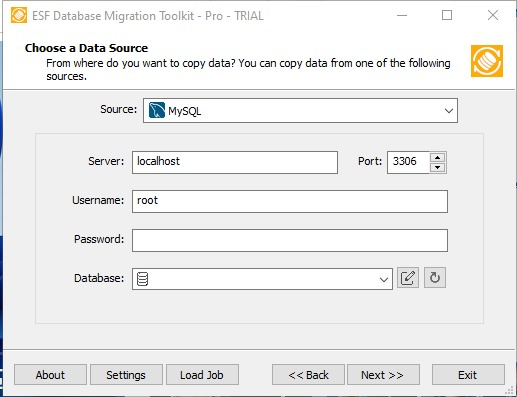 ESF Database Migration Toolkit - Pro - TRIAL
Choose a Data Source
From where do you want to copy data? You can copy data from one of the following
sources.
Source: MySQL
Server: localhost Port: 3306
Username: root
Password:
Database:
About Settings Load Job << Back Next >> Exit